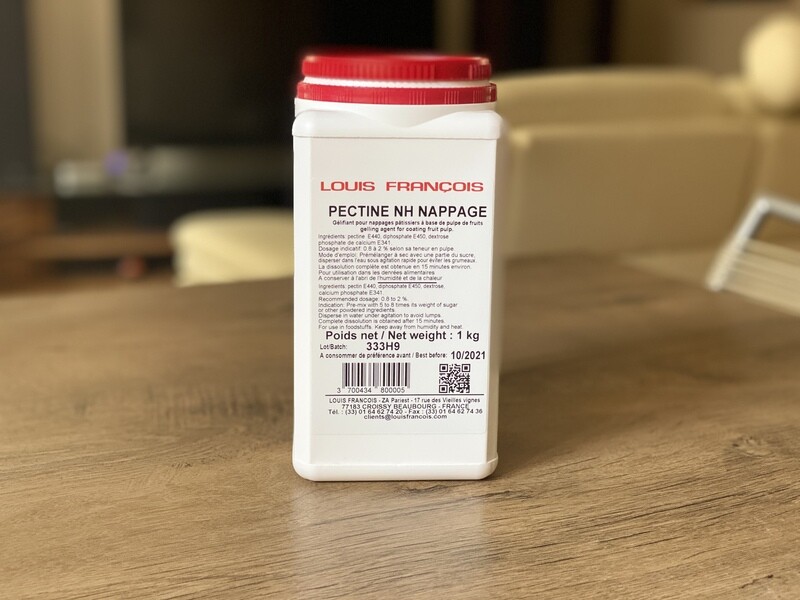 LOUIS FRANÇOIS
PECTINE NH NAPPAGE
Gélifiant pour nappages pâtissiers à base de pulpe de fruits
gelling agent for coating fruit pulp.
Ingrédients: pectine E440, diphosphate E450, dextrose
phosphate de calcium E341.
Dosage indicatif: 0,8 à 2 % selon sa teneur en pulpe.
Mode d'emploi: Prémélanger à sec avec une partie du sucre,
disperser dans l'eau sous agitation rapide pour éviter les grumeaux.
La dissolution complète est obtenue en 15 minutes environ.
Pour utilisation dans les denrées alimentaires
A conserver à l'abri de l'humidité et de la chaleur
Ingredients: pectin E440, diphosphate E450, dextrose,
calcium phosphate E341.
Recommended dosage: 0.8 to 2 %.
Indication: Pre-mix with 5 to 8 times its weight of sugar
or other powdered ingredients
Disperse in water under agitation to avoid lumps.
Complete dissolution is obtained after 15 minutes.
For use in foodstuffs. Keep away from humidity and heat
Poids net / Net weight : 1 kg
Lot/Batch: 333H9
A consommer de préférence avant / Best before: 10/2021
3 700434 800005
LOUIS FRANCOIS - ZA Pariest - 17 rue des Vieilles vignes
77183 CROISSY BEAUBOURG - FRANCE
Tél. : (33) 01 64 62 74 20 - Fax : (33) 01 64 62 74 36
clients@louisfrancois.com